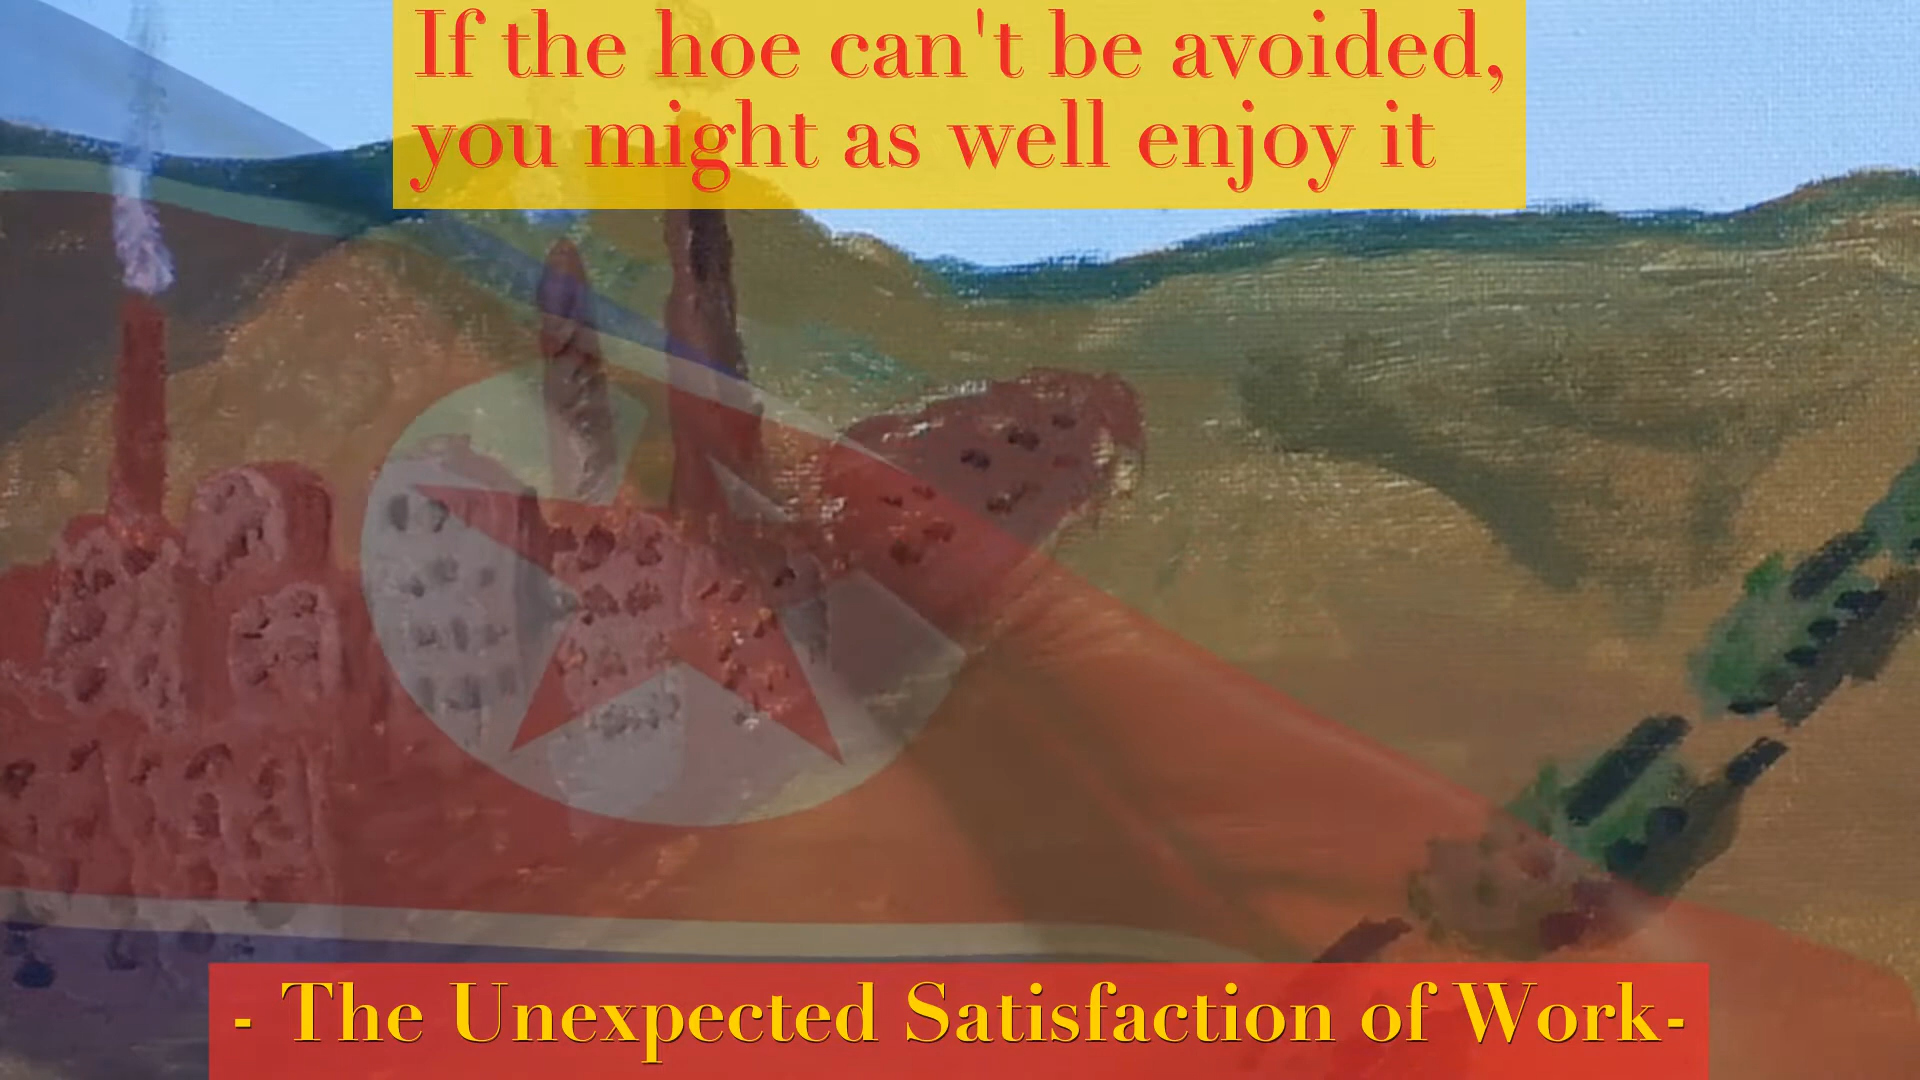 If the hoe can't be avoided,
you might as well enjoy it
- The Unexpected Satisfaction of Work-